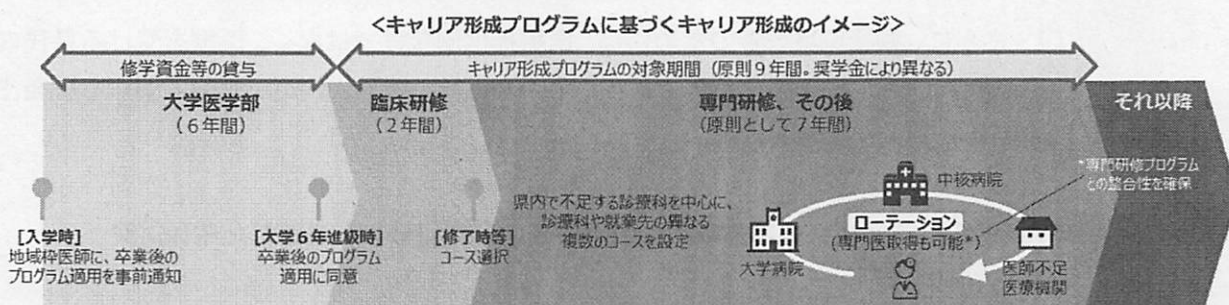 <キャリア形成プログラムに基づくキャリア形成のイメージ>
修学資金等の貸与
キャリア形成プログラムの対象期間(原則9年間。奨学金により異なる)
大学医学部
(6年間)
臨床研修
(2年間)
専門研修、その後
(原則として7年間)
それ以降
[入学時]
地域枠医師に、卒業後の
プログラム適用を事前通知
[大学6年進級時]
卒業後のプログラム
適用に同意
[修了時等]
コース選択
県内で不足する診療科を中心に、
診療科や就業先の異なる
複数のコースを設定
大学病院
中核病院
ローテーション
(専門医取得も可能*)
医師不足
医療機関
*専門研修プログラム
との整合性を確保